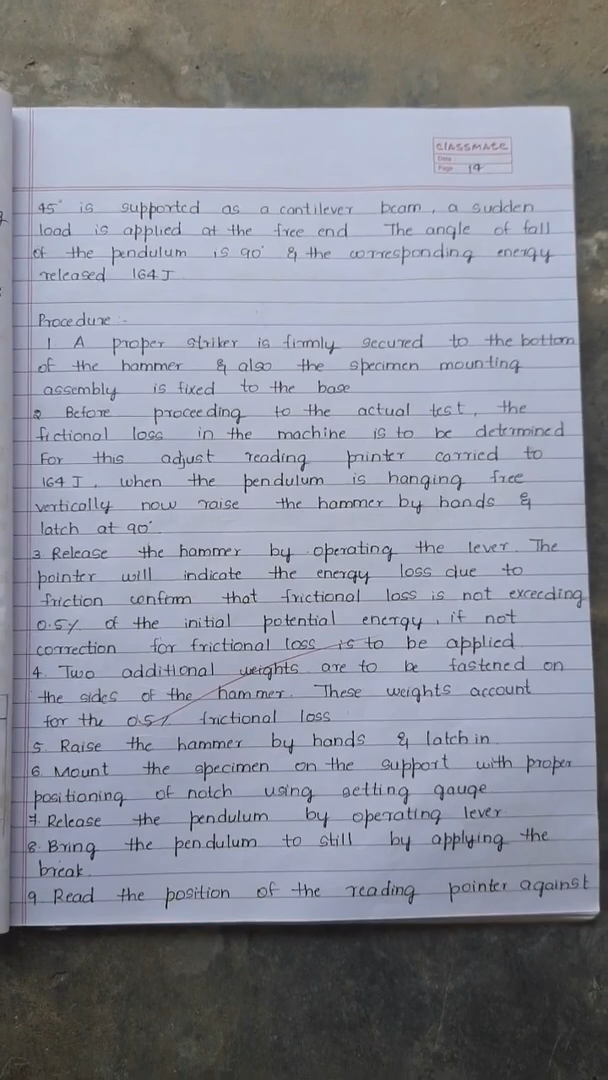 CLASSMATE
Date
Page 14
45° is supported as a cantilever beam, a sudden
load is applied at the free end The angle of fall
of the pendulum is 90° & the corresponding energy
released 164 J
Procedure :-
1 A proper striker is firmly secured to the bottom
of the hammer & also the specimen mounting
assembly is fixed to the base
2 Before proceeding to the actual test, the
fictional loss in the machine is to be determined
For this adjust reading pointer carried to
164 J, when the pendulum is hanging free
vertically now raise the hammer by hands &
latch at 90°.
3 Release the hammer by operating the lever. The
pointer will indicate the energy loss due to
friction confirm that frictional loss is not exceeding
0.5% of the initial potential energy, if not
correction for frictional loss is to be applied
4. Two additional weights are to be fastened on
the sides of the hammer. These weights account
for the 0.5% frictional loss
5. Raise the hammer by hands & latch in
6. Mount the specimen on the support with proper
positioning of notch using setting gauge
7. Release the pendulum by operating lever
8. Bring the pendulum to still by applying the
break.
9 Read the position of the reading pointer against